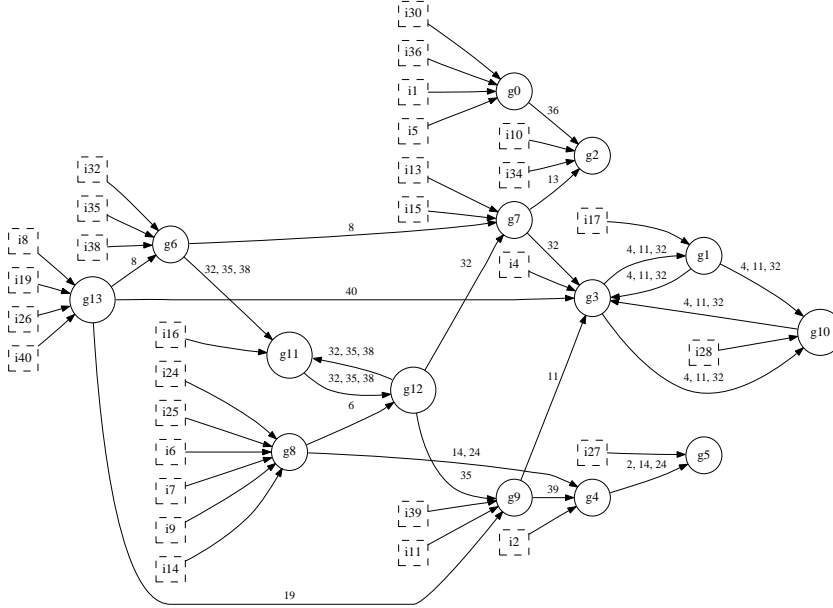 i30
i36
i1
i5
g0
36
i10
i34
g2
i32
i35
i38
i13
i15
g7
13
i17
g1
i8
i19
i26
i40
8
g6
8
32
i4
g3
4, 11, 32
4, 11, 32
4, 11, 32
g13
40
32, 35, 38
32
4, 11, 32
g10
i28
i16
g11
32, 35, 38
32, 35, 38
g12
11
4, 11, 32
i24
i25
i6
i7
i9
i14
g8
6
14, 24
35
i27
g5
2, 14, 24
i39
i11
g9
39
g4
i2
19